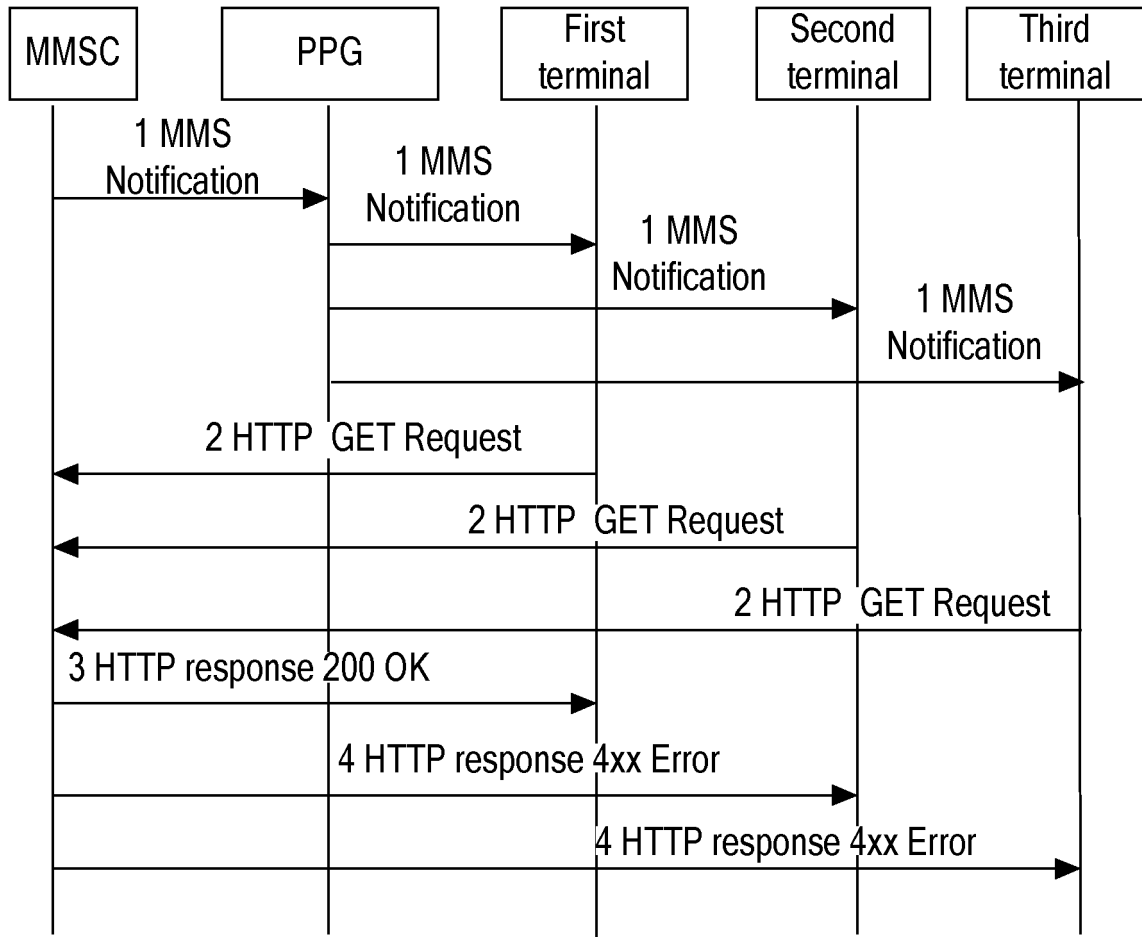 MMSC
PPG
First
terminal
Second
terminal
Third
terminal
1 MMS
Notification
1 MMS
Notification
1 MMS
Notification
1 MMS
Notification
2 HTTP GET Request
2 HTTP GET Request
2 HTTP GET Request
3 HTTP response 200 OK
4 HTTP response 4xx Error
4 HTTP response 4xx Error